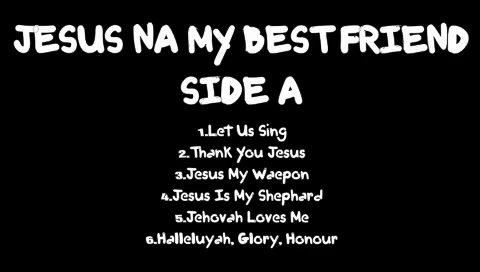 JESUS NA MY BEST FRIEND
SIDE A
1.Let Us Sing
2.Thank You Jesus
3.Jesus My Waepon
4.Jesus Is My Shephard
5.Jehovah Loves Me
6.Halleluyah, Glory, Honour